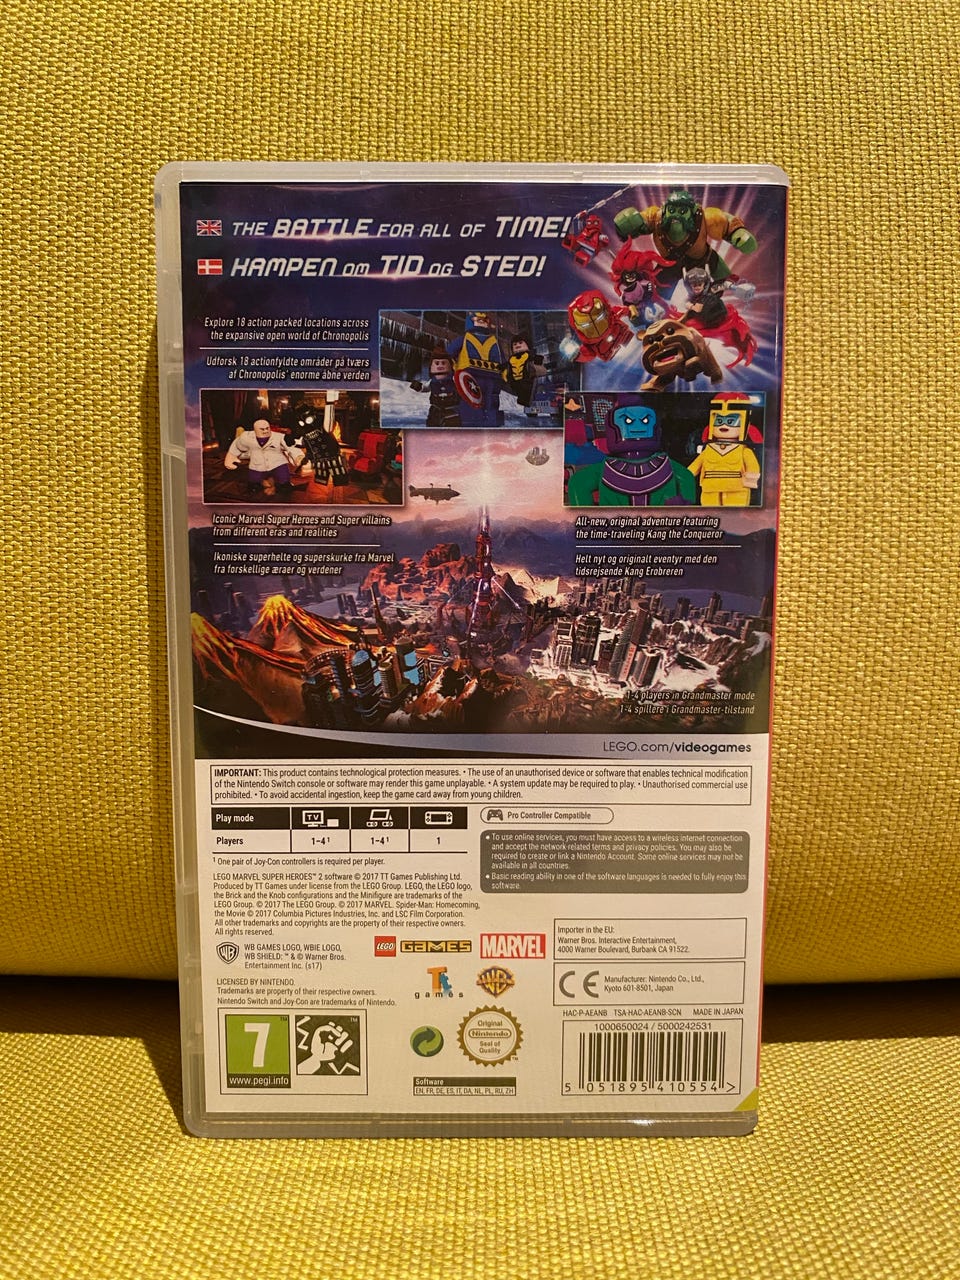 THE BATTLE FOR ALL OF TIME!
KAMPEN OM TID OG STED!
Explore 18 action packed locations across
the expansive open world of Chronopolis
Udforsk 18 actionfyldte områder på tværs
af Chronopolis' enorme åbne verden
Iconic Marvel Super Heroes and Super villains
from different eras and realities
Ikoniske superhelte og superskurke fra Marvel
fra forskellige æraer og verdener
All-new, original adventure featuring
the time-traveling Kang the Conqueror
Helt nyt og originalt eventyr med den
tidsrejsende Kang Erobreren
1-4 players in Grandmaster mode
1-4 spillere i Grandmaster-tilstand
LEGO.com/videogames
IMPORTANT: This product contains technological protection measures. • The use of an unauthorised device or software that enables technical modification
of the Nintendo Switch console or software may render this game unplayable. • A system update may be required to play. • Unauthorised commercial use
prohibited. • To avoid accidental ingestion, keep the game card away from young children.
Play mode TV
Players 1-4¹ 1-4¹ 1
¹ One pair of Joy-Con controllers is required per player.
Pro Controller Compatible
• To use online services, you must have access to a wireless internet connection
and accept the network-related terms and privacy policies. You may also be
required to create or link a Nintendo Account. Some online services may not be
available in all countries.
• Basic reading ability in one of the software languages is needed to fully enjoy this
software.
LEGO MARVEL SUPER HEROES™ 2 software © 2017 TT Games Publishing Ltd.
Produced by TT Games under license from the LEGO Group. LEGO, the LEGO logo,
the Brick and the Knob configurations and the Minifigure are trademarks of the
LEGO Group. © 2017 The LEGO Group. © 2017 MARVEL. Spider-Man: Homecoming,
the Movie © 2017 Columbia Pictures Industries, Inc. and LSC Film Corporation.
All other trademarks and copyrights are the property of their respective owners.
All rights reserved.
WB GAMES LOGO, WBIE LOGO,
WB SHIELD: ™ & © Warner Bros.
Entertainment Inc. (s17)
LEGO GAMES MARVEL
Importer in the EU:
Warner Bros. Interactive Entertainment,
4000 Warner Boulevard, Burbank CA 91522.
LICENSED BY NINTENDO.
Trademarks are property of their respective owners.
Nintendo Switch and Joy-Con are trademarks of Nintendo.
TT games
WB GAMES
CE
Manufacturer: Nintendo Co., Ltd.,
Kyoto 601-8501, Japan
HAC-P-AEANB TSA-HAC-AEANB-SCN MADE IN JAPAN
7
www.pegi.info
Original
Nintendo
Seal of
Quality
Software
EN, FR, DE, ES, IT, DA, NL, PL, RU, ZH
1000650024 / 5000242531
5 051895 410554 >